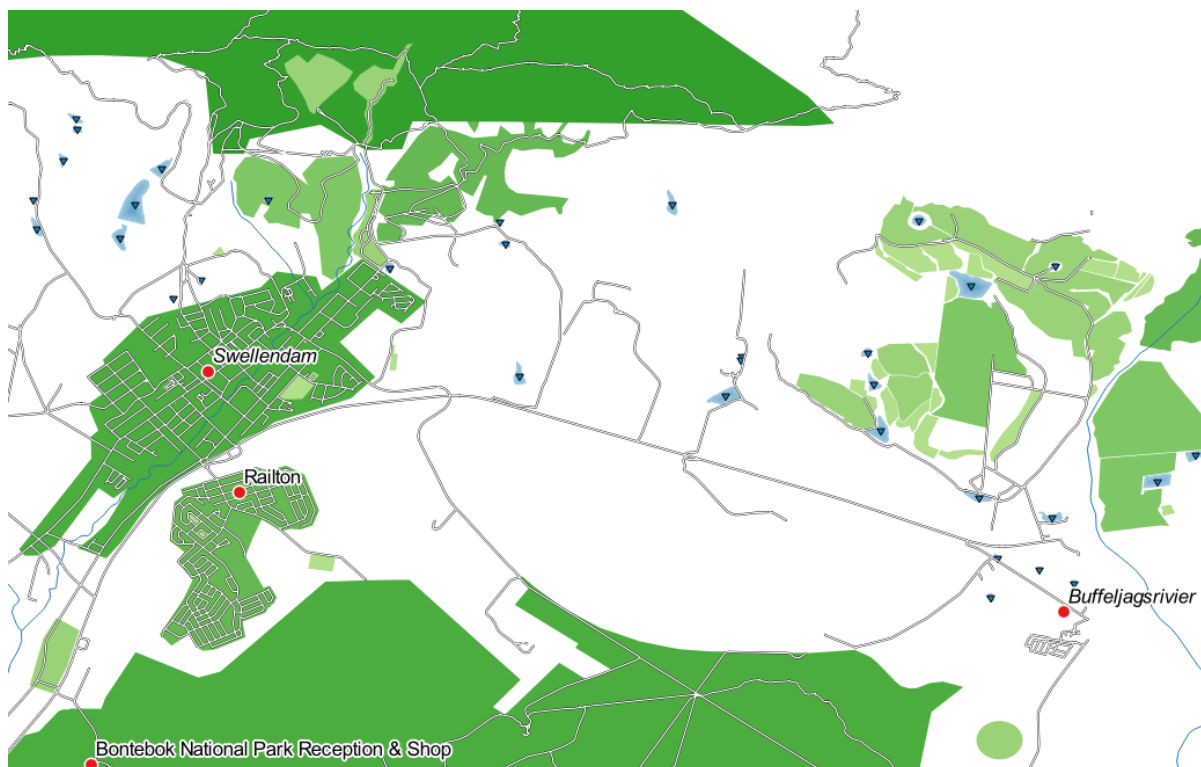 Swellendam
Railton
Buffeljagsrivier
Bontebok National Park Reception & Shop